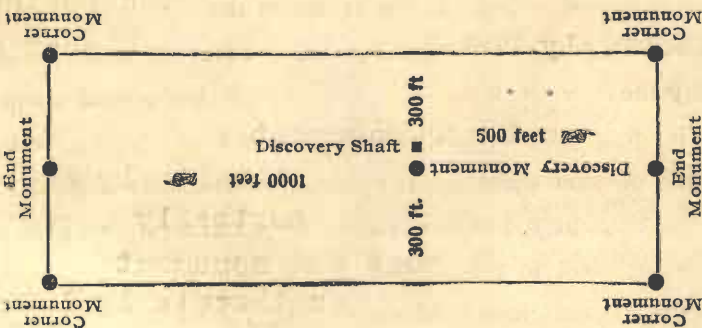 Corner
Monument
Corner
Monument
300 ft
Discovery Shaft
500 feet
End
Monument
1000 feet
Discovery Monument
End
Monument
300 ft.
Corner
Monument
Corner
Monument